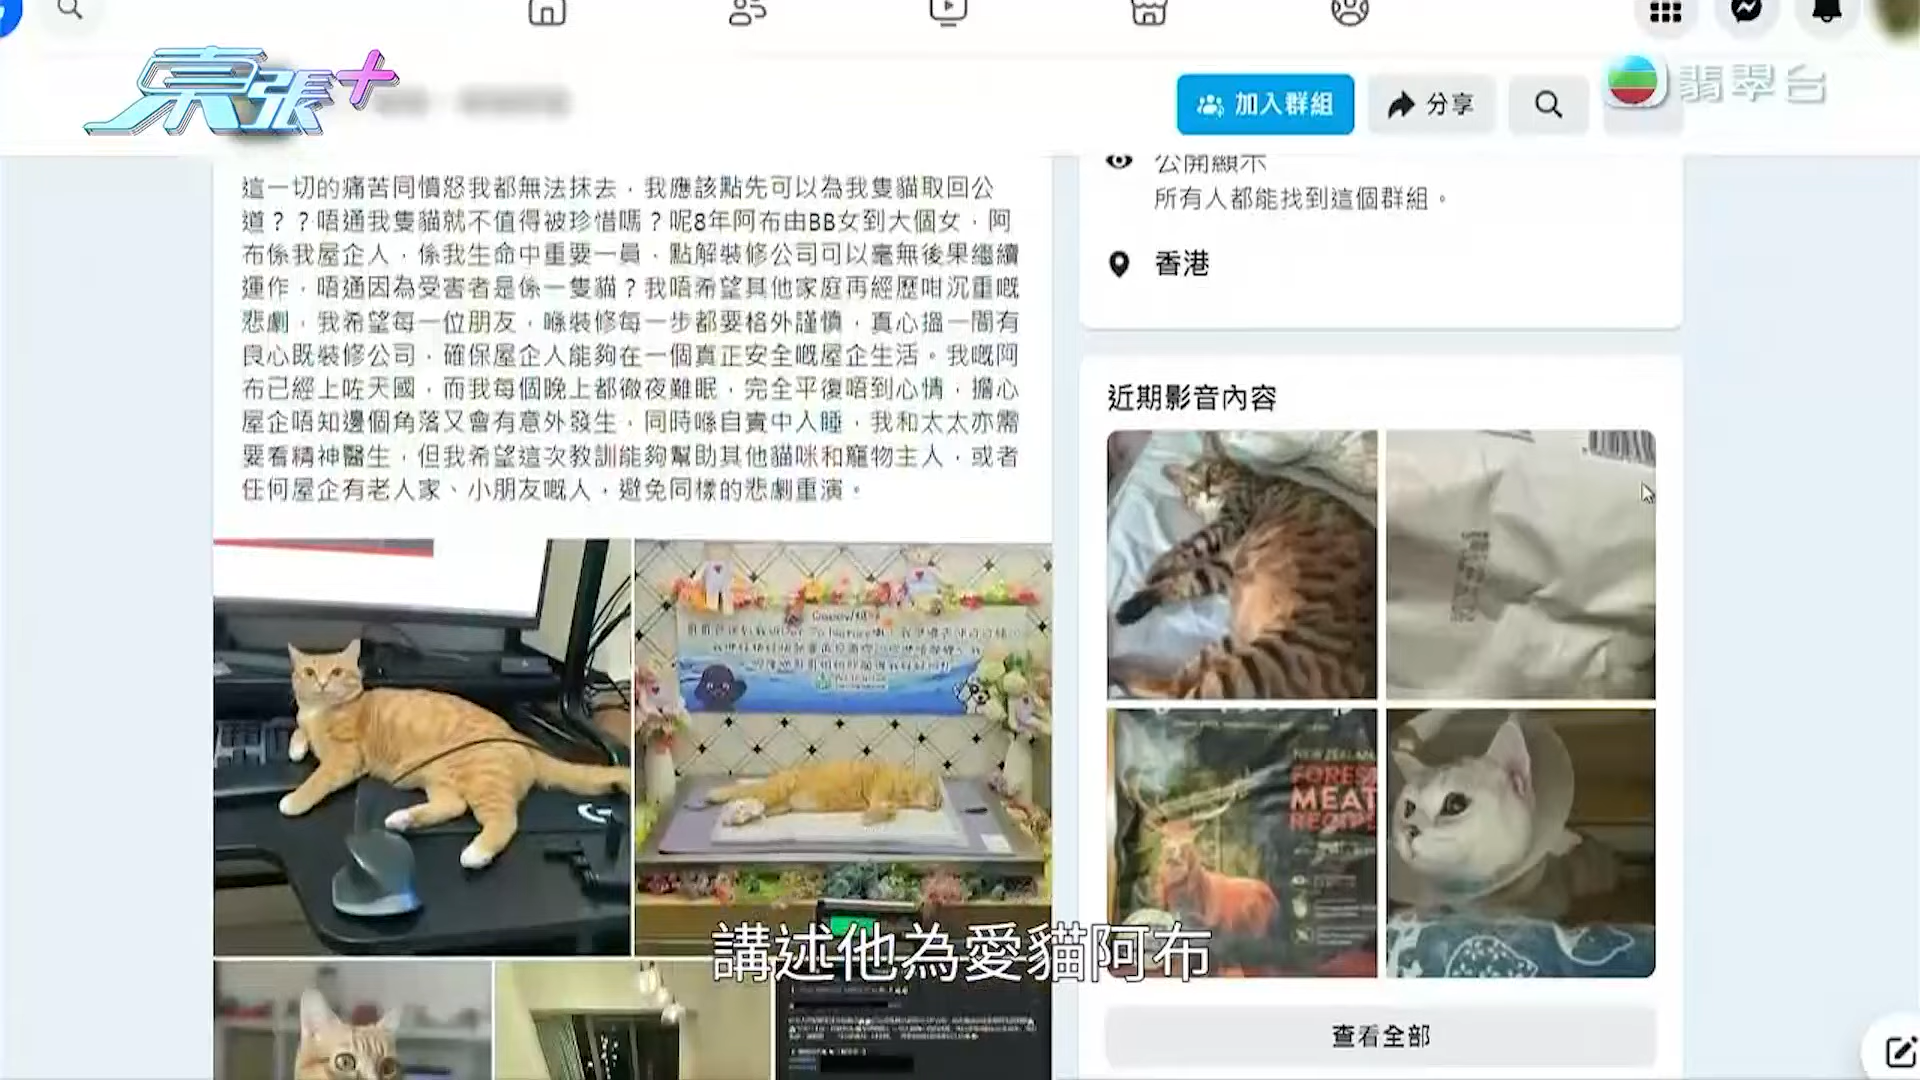 東張+
翡翠台
加入群組
分享
公開顯示
所有人都能找到這個群組。
香港
這一切的痛苦同憤怒我都無法抹去，我應該點先可以為我隻貓取回公
道？？唔通我隻貓就不值得被珍惜嗎？呢8年阿布由BB女到大個女，阿
布係我屋企人，係我生命中重要一員，點解裝修公司可以毫無後果繼續
運作，唔通因為受害者是係一隻貓？我唔希望其他家庭再經歷咁沉重嘅
悲劇，我希望每一位朋友，喺裝修每一步都要格外謹慎，真心搵一間有
良心既裝修公司，確保屋企人能夠在一個真正安全嘅屋企生活。我嘅阿
布已經上咗天國，而我每個晚上都徹夜難眠，完全平復唔到心情，擔心
屋企唔知邊個角落又會有意外發生，同時喺自責中入睡，我和太太亦需
要看精神醫生，但我希望這次教訓能夠幫助其他貓咪和寵物主人，或者
任何屋企有老人家、小朋友嘅人，避免同樣的悲劇重演。
近期影音內容
NEW ZEALAND
MEAT
講述他為愛貓阿布
查看全部